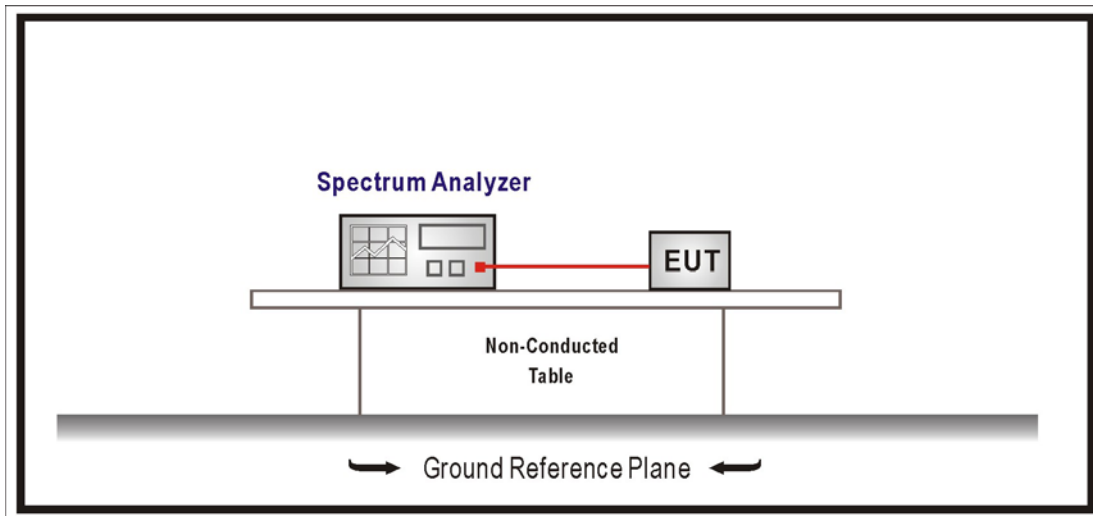 Spectrum Analyzer
EUT
Non-Conducted
Table
Ground Reference Plane